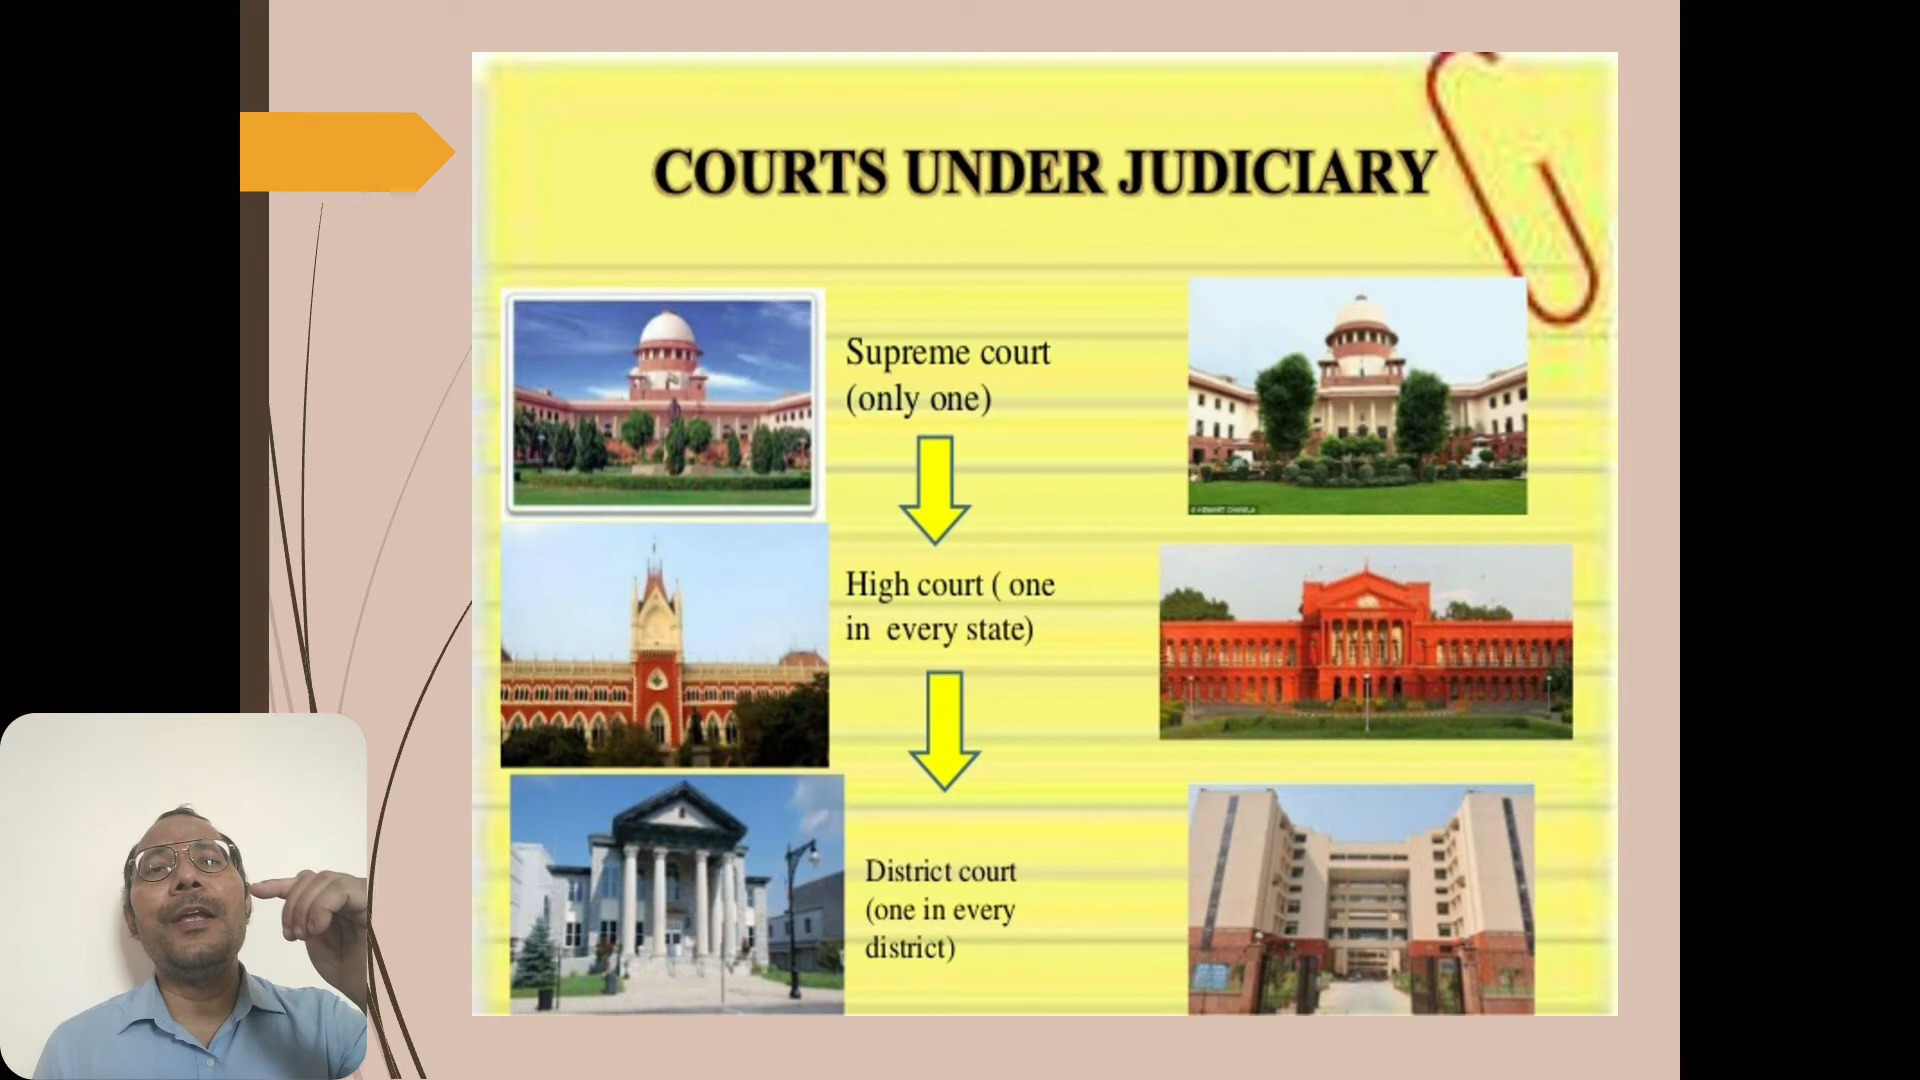 COURTS UNDER JUDICIARY
Supreme court
(only one)
High court ( one
in every state)
District court
(one in every
district)